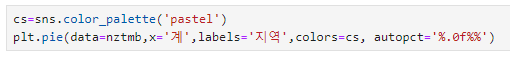 cs=sns.color_palette('pastel')
plt.pie(data=nztmb,x='계',labels='지역',colors=cs, autopct='%.0f%%')